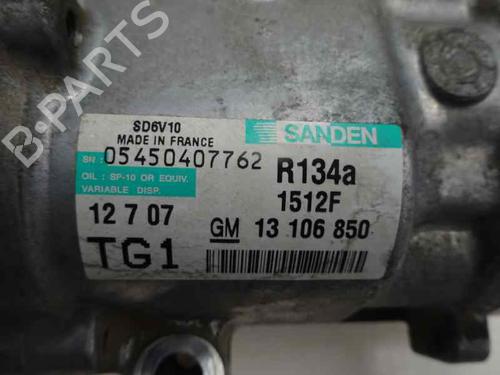 SD6V10
MADE IN FRANCE
SANDEN
SN: 05450407762
R134a
OIL : SP-10 OR EQUIV.
VARIABLE DISP.
1512F
12 7 07
GM 13 106 850
TG1
B-PARTS